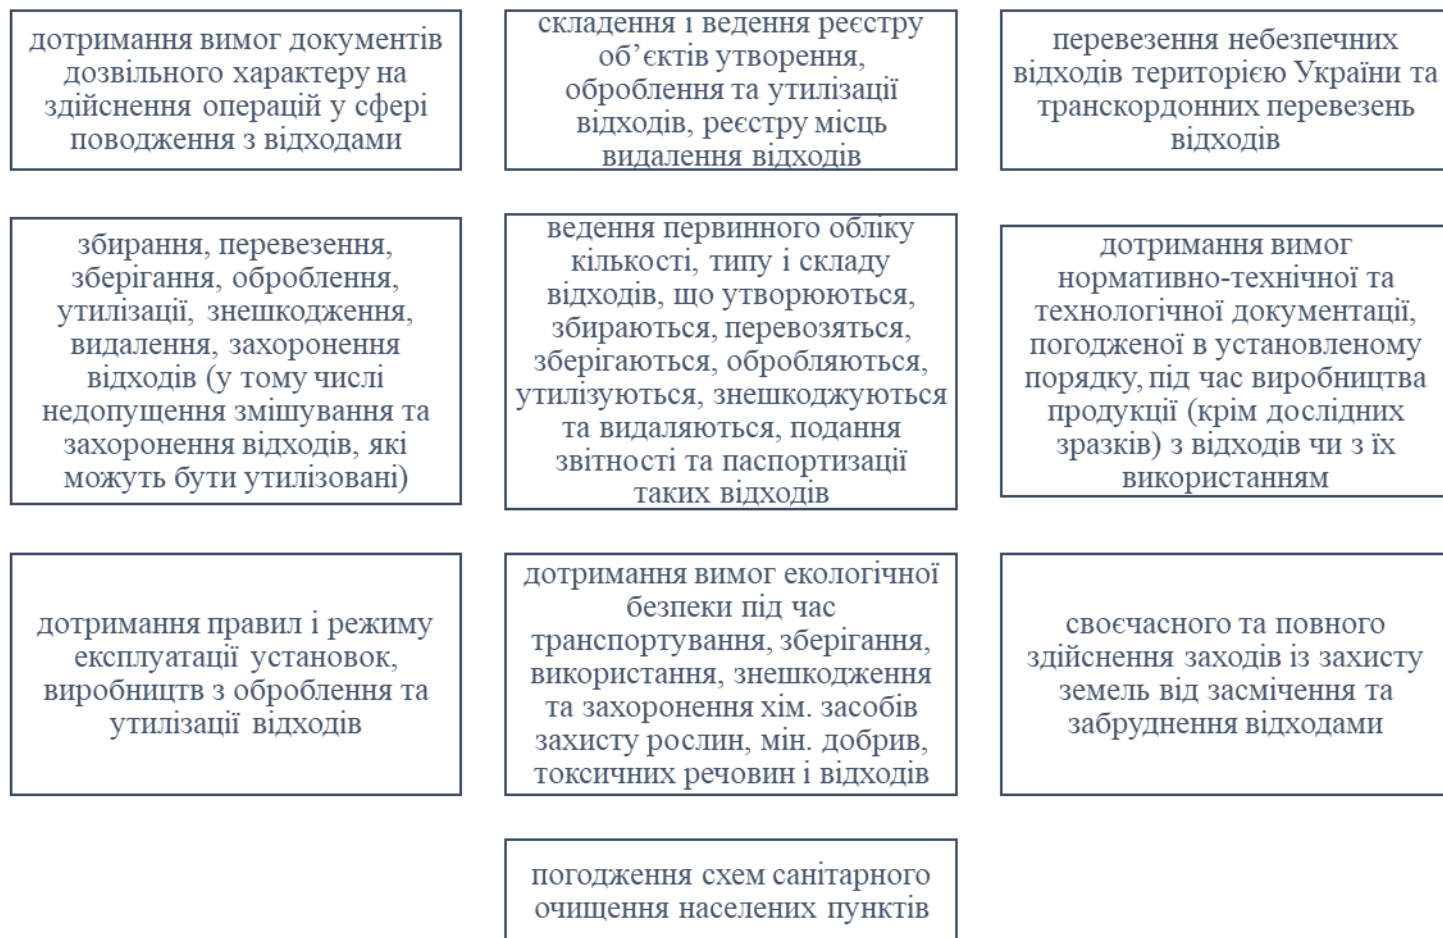 дотримання вимог документів
дозвільного характеру на
здійснення операцій у сфері
поводження з відходами
складення і ведення реєстру
об’єктів утворення,
оброблення та утилізації
відходів, реєстру місць
видалення відходів
перевезення небезпечних
відходів територією України та
транскордонних перевезень
відходів
збирання, перевезення,
зберігання, оброблення,
утилізації, знешкодження,
видалення, захоронення
відходів (у тому числі
недопущення змішування та
захоронення відходів, які
можуть бути утилізовані)
ведення первинного обліку
кількості, типу і складу
відходів, що утворюються,
збираються, перевозяться,
зберігаються, обробляються,
утилізуються, знешкоджуються
та видаляються, подання
звітності та паспортизації
таких відходів
дотримання вимог
нормативно-технічної та
технологічної документації,
погодженої в установленому
порядку, під час виробництва
продукції (крім дослідних
зразків) з відходів чи з їх
використанням
дотримання правил і режиму
експлуатації установок,
виробництв з оброблення та
утилізації відходів
дотримання вимог екологічної
безпеки під час
транспортування, зберігання,
використання, знешкодження
та захоронення хім. засобів
захисту рослин, мін. добрив,
токсичних речовин і відходів
своєчасного та повного
здійснення заходів із захисту
земель від засмічення та
забруднення відходами
погодження схем санітарного
очищення населених пунктів